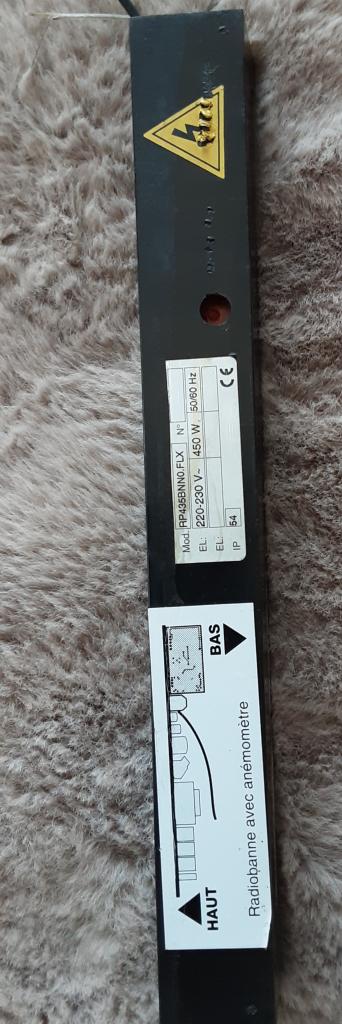 Mod. RP435BNN0.FLX N°
EL: 220-230 V~ 450 W. 50/60 Hz
EL:
IP 54
CE
HAUT
BAS
Radiobanne avec anémomètre